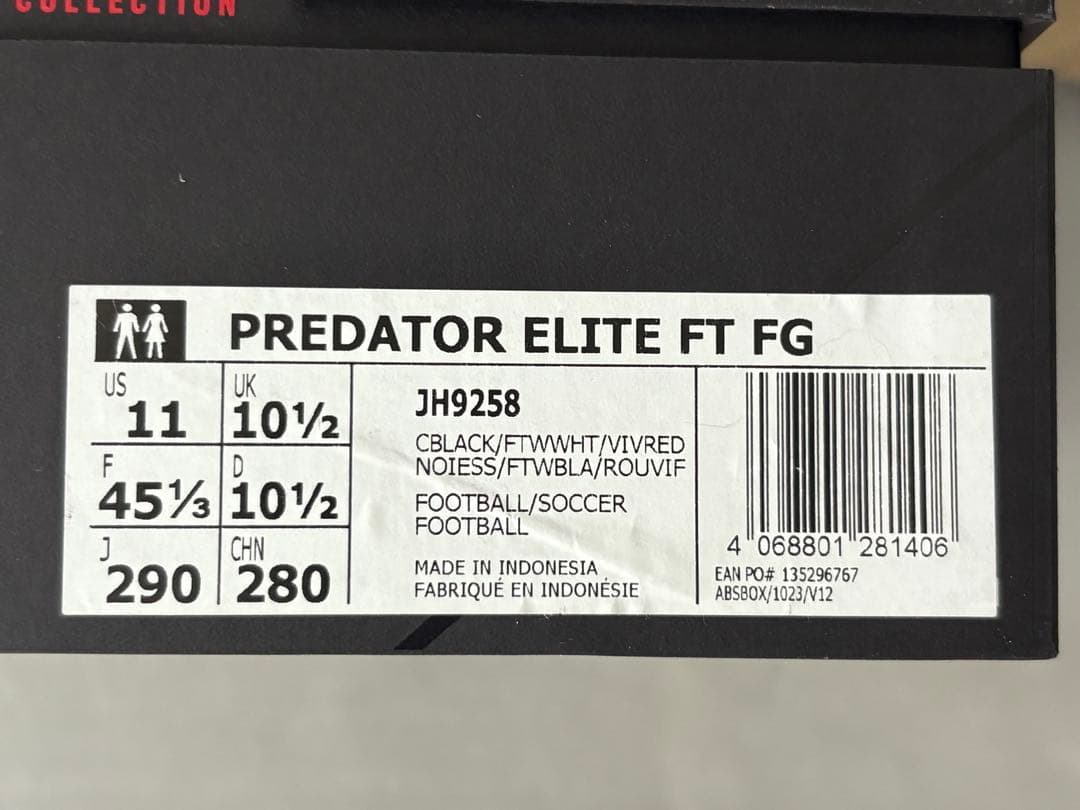 COLLECTION
PREDATOR ELITE FT FG
US
11
UK
10½
F
45⅓
D
10½
J
290
CHN
280
JH9258
CBLACK/FTWWHT/VIVRED
NOIESS/FTWBLA/ROUVIF
FOOTBALL/SOCCER
FOOTBALL
MADE IN INDONESIA
FABRIQUÉ EN INDONÉSIE
4 068801 281406
EAN PO# 135296767
ABSBOX/1023/V12